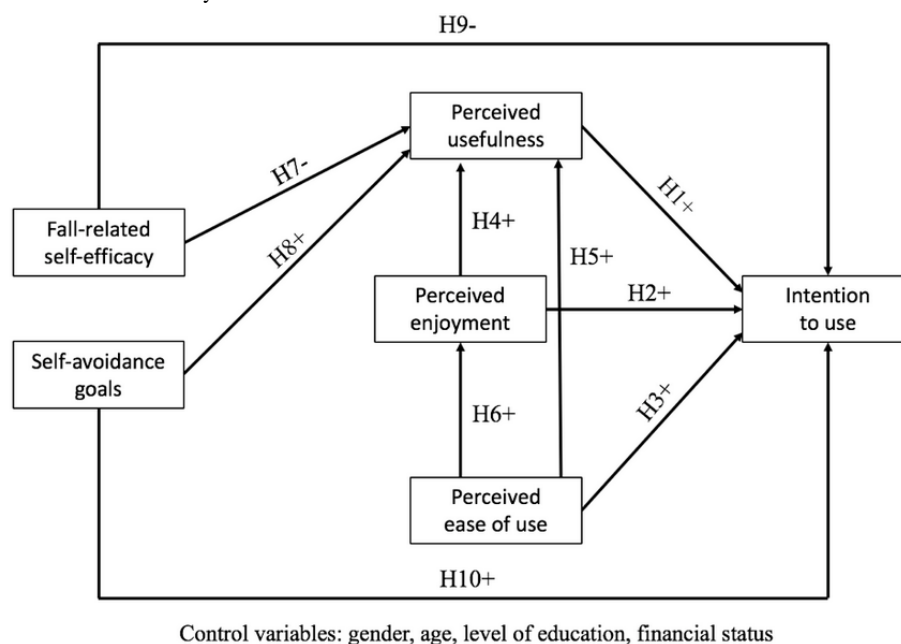 H9-
Perceived
usefulness
H7-
H1+
Fall-related
self-efficacy
H8+
H4+
H5+
Perceived
enjoyment
H2+
Intention
to use
Self-avoidance
goals
H6+
H3+
Perceived
ease of use
H10+
Control variables: gender, age, level of education, financial status